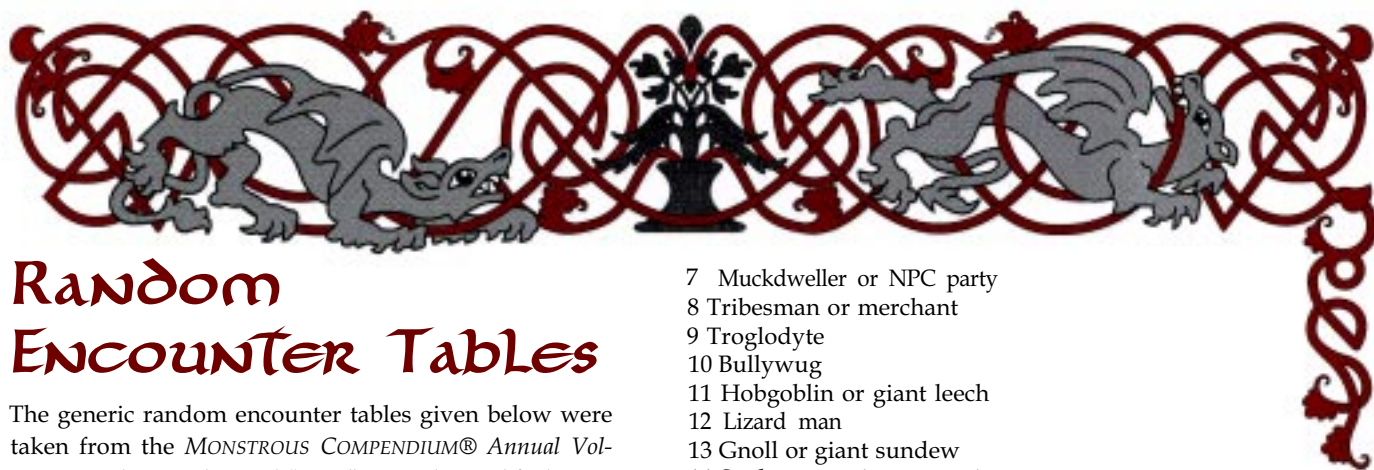 Random
Encounter Tables
The generic random encounter tables given below were
taken from the MONSTROUS COMPENDIUM® Annual Vol-
7 Muckdweller or NPC party
8 Tribesman or merchant
9 Troglodyte
10 Bullywug
11 Hobgoblin or giant leech
12 Lizard man
13 Gnoll or giant sundew